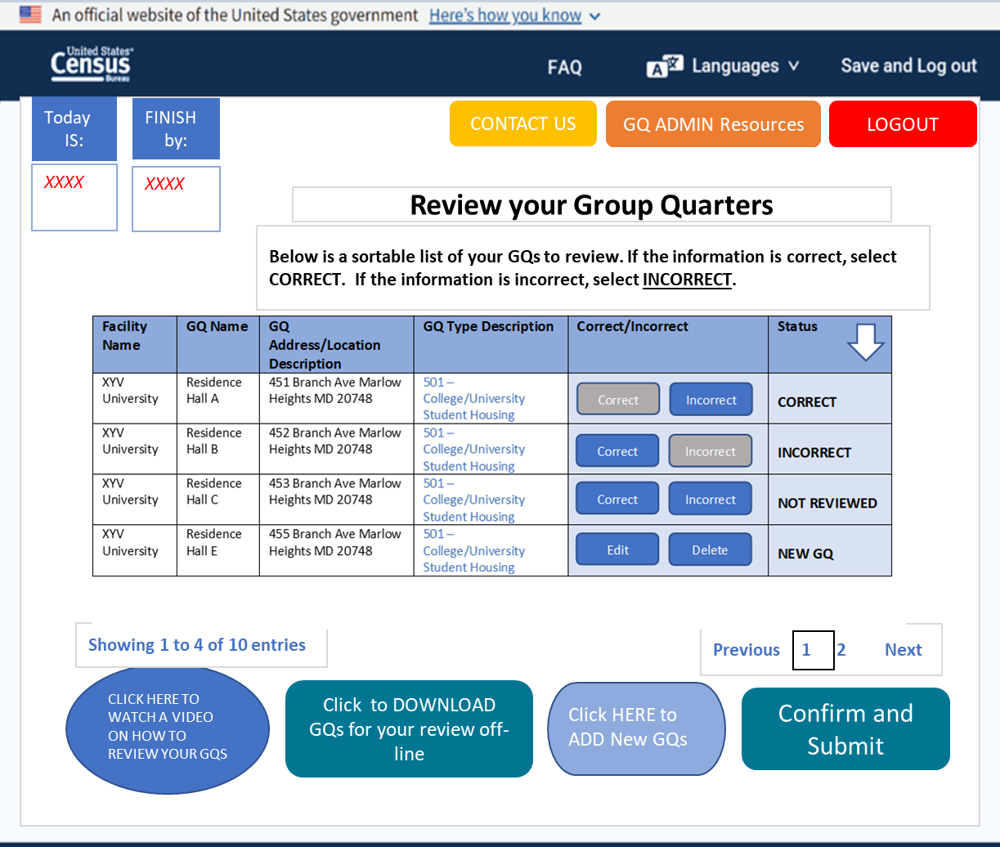 An official website of the United States government Here's how you know
United States®
Census
Bureau
FAQ
Languages
Save and Log out
Today
IS:
FINISH
by:
CONTACT US
GQ ADMIN Resources
LOGOUT
XXXX
XXXX
Review your Group Quarters
Below is a sortable list of your GQs to review. If the information is correct, select
CORRECT.  If the information is incorrect, select INCORRECT.
Facility
Name
GQ Name
GQ
Address/Location
Description
GQ Type Description
Correct/Incorrect
Status
XYV
University
Residence
Hall A
451 Branch Ave Marlow
Heights MD 20748
501 –
College/University
Student Housing
Correct
Incorrect
CORRECT
XYV
University
Residence
Hall B
452 Branch Ave Marlow
Heights MD 20748
501 –
College/University
Student Housing
Correct
Incorrect
INCORRECT
XYV
University
Residence
Hall C
453 Branch Ave Marlow
Heights MD 20748
501 –
College/University
Student Housing
Correct
Incorrect
NOT REVIEWED
XYV
University
Residence
Hall E
455 Branch Ave Marlow
Heights MD 20748
501 –
College/University
Student Housing
Edit
Delete
NEW GQ
Showing 1 to 4 of 10 entries
Previous 1 2 Next
CLICK HERE TO
WATCH A VIDEO
ON HOW TO
REVIEW YOUR GQS
Click  to DOWNLOAD
GQs for your review off-
line
Click HERE to
ADD New GQs
Confirm and
Submit